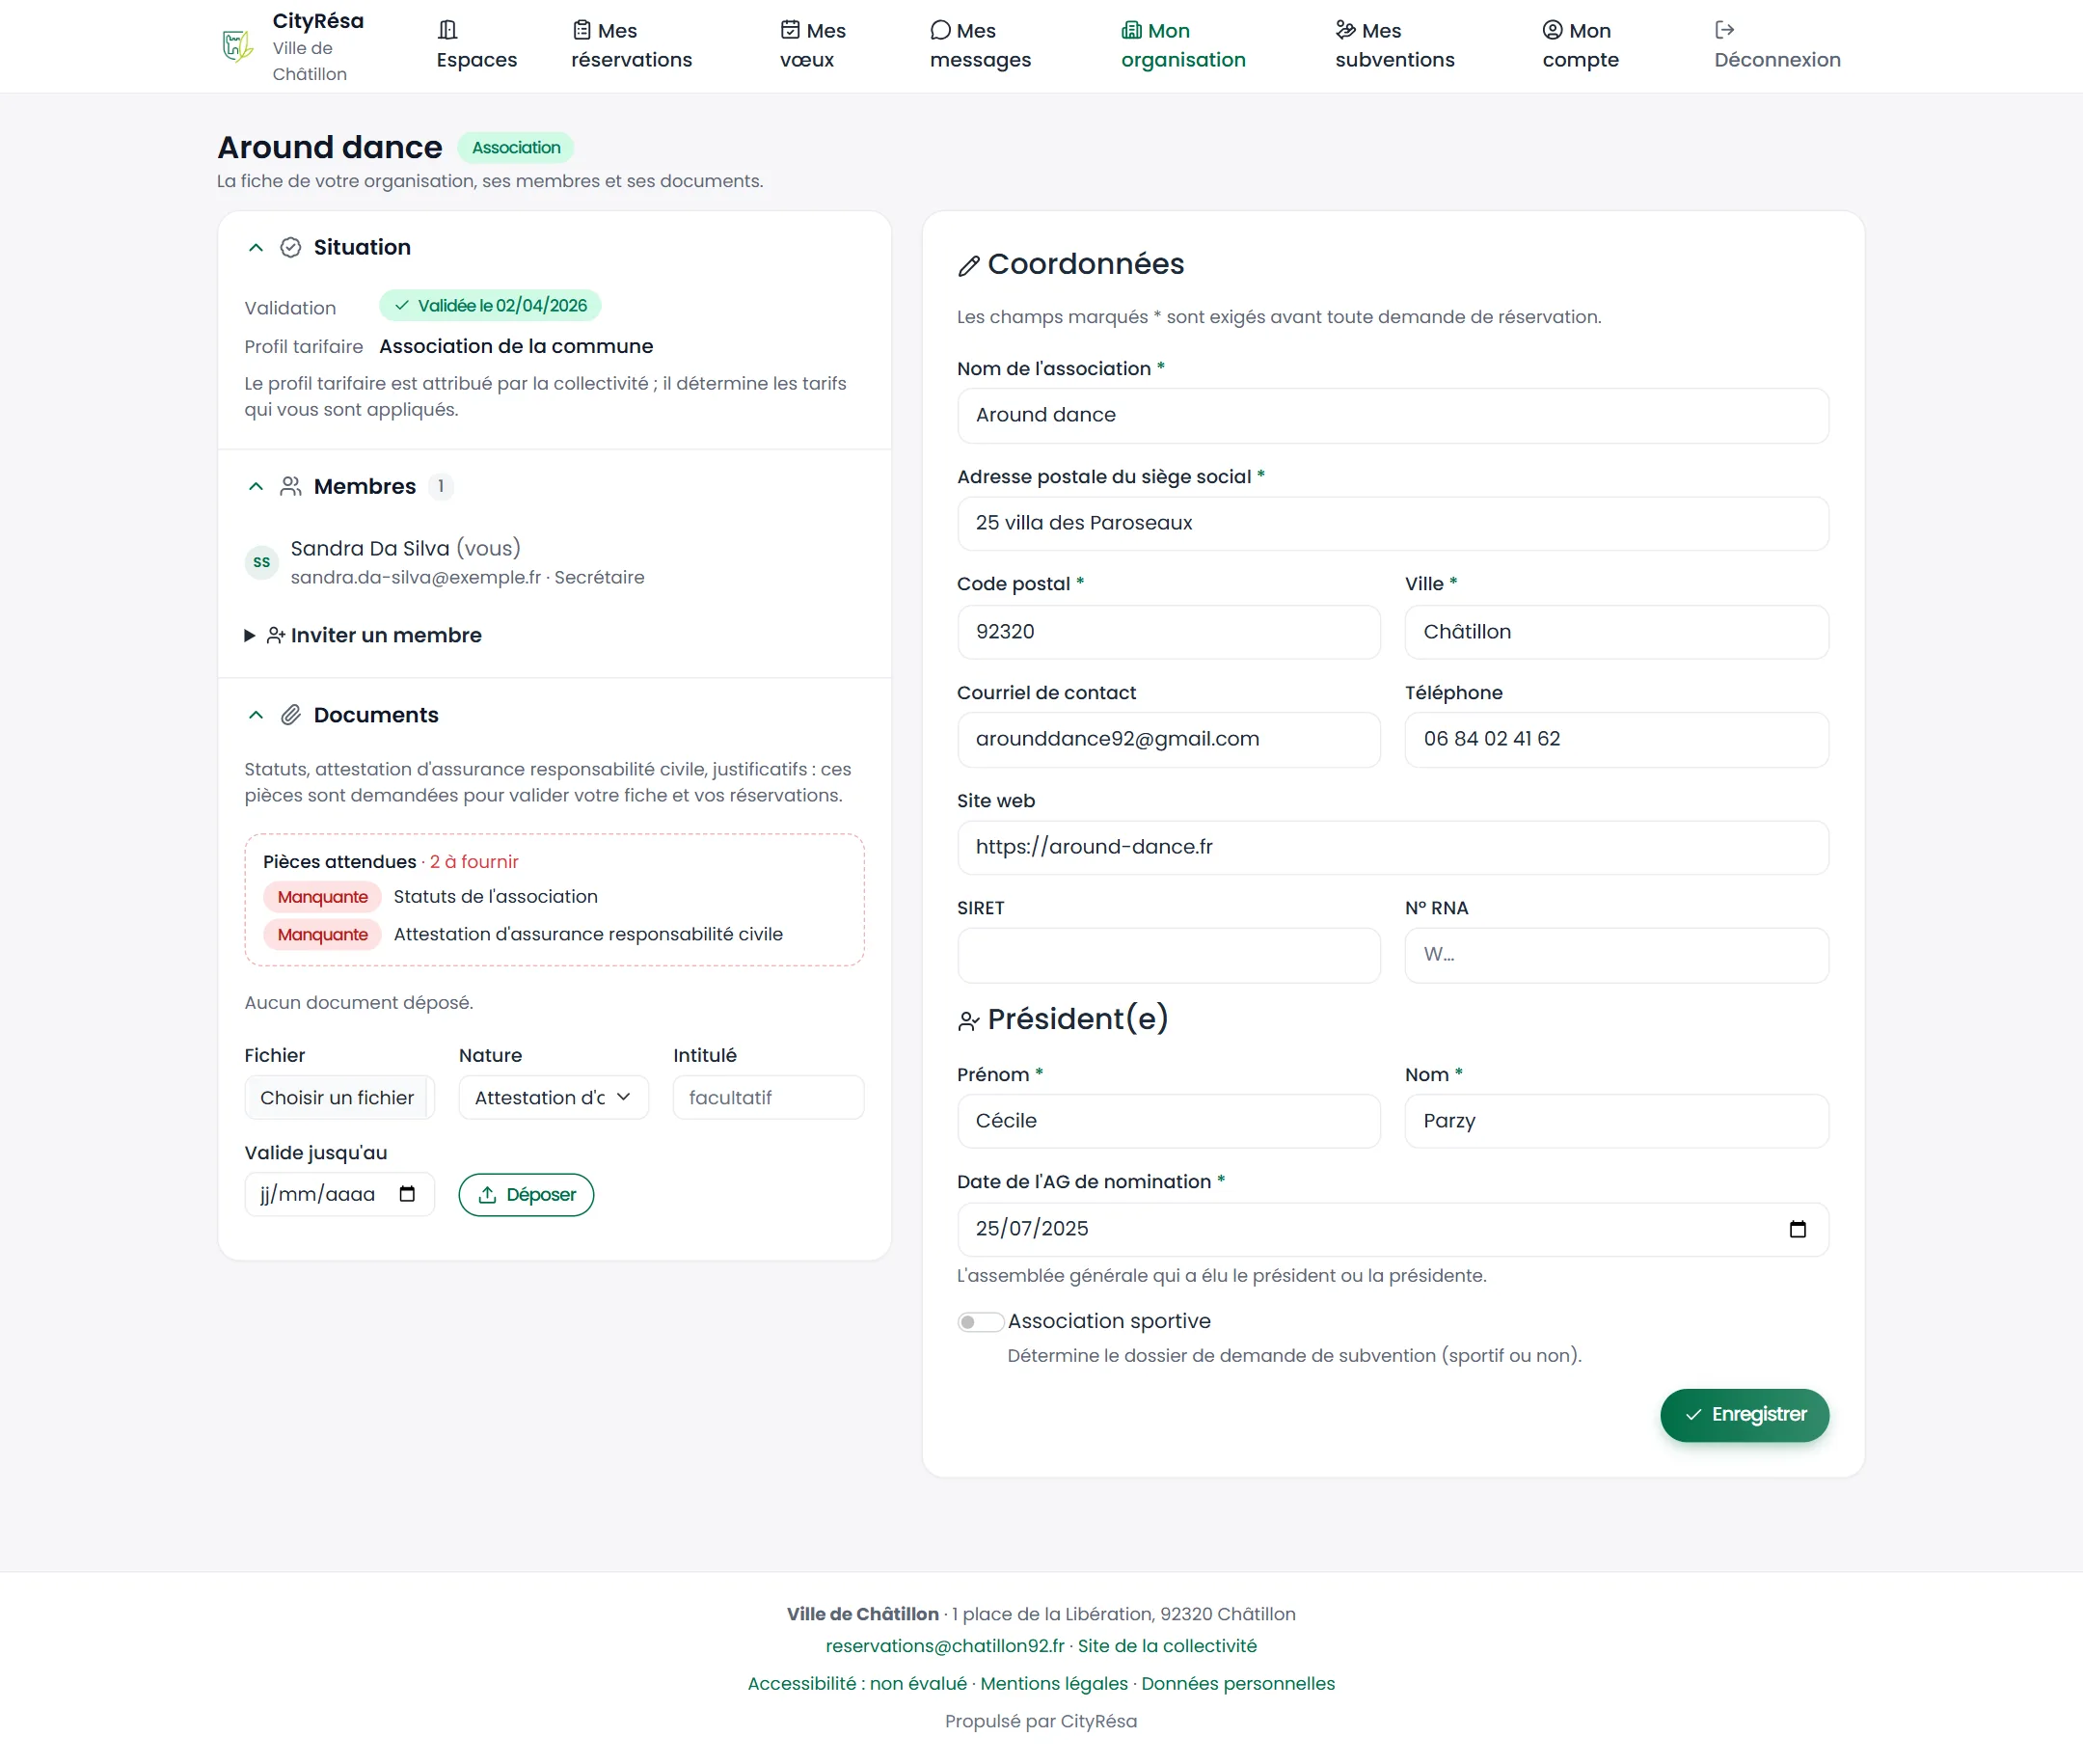 CityRésa
Ville de
Châtillon
Espaces
Mes
réservations
Mes
vœux
Mes
messages
Mon
organisation
Mes
subventions
Mon
compte
Déconnexion
Around dance
Association
La fiche de votre organisation, ses membres et ses documents.
Situation
Validation
Validée le 02/04/2026
Profil tarifaire
Association de la commune
Le profil tarifaire est attribué par la collectivité ; il détermine les tarifs
qui vous sont appliqués.
Membres 1
SS
Sandra Da Silva (vous)
sandra.da-silva@exemple.fr · Secrétaire
Inviter un membre
Documents
Statuts, attestation d'assurance responsabilité civile, justificatifs : ces
pièces sont demandées pour valider votre fiche et vos réservations.
Pièces attendues · 2 à fournir
Manquante Statuts de l'association
Manquante Attestation d'assurance responsabilité civile
Aucun document déposé.
Fichier
Nature
Intitulé
Choisir un fichier
Attestation d'
facultatif
Valide jusqu'au
jj/mm/aaaa
Déposer
Coordonnées
Les champs marqués * sont exigés avant toute demande de réservation.
Nom de l'association *
Around dance
Adresse postale du siège social *
25 villa des Paroseaux
Code postal *
Ville *
92320
Châtillon
Courriel de contact
Téléphone
arounddance92@gmail.com
06 84 02 41 62
Site web
https://around-dance.fr
SIRET
N° RNA
W...
Président(e)
Prénom *
Nom *
Cécile
Parzy
Date de l'AG de nomination *
25/07/2025
L'assemblée générale qui a élu le président ou la présidente.
Association sportive
Détermine le dossier de demande de subvention (sportif ou non).
Enregistrer
Ville de Châtillon · 1 place de la Libération, 92320 Châtillon
reservations@chatillon92.fr · Site de la collectivité
Accessibilité : non évalué · Mentions légales · Données personnelles
Propulsé par CityRésa